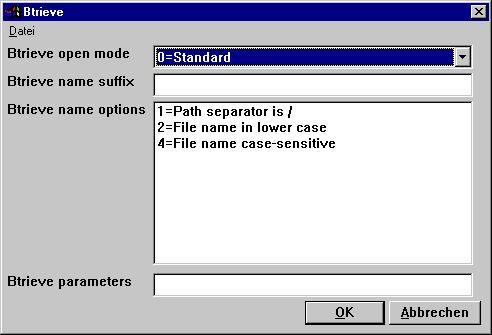 Btrieve
Datei
Btrieve open mode
0=Standard
Btrieve name suffix
Btrieve name options
1=Path separator is /
2=File name in lower case
4=File name case-sensitive
Btrieve parameters
OK
Abbrechen